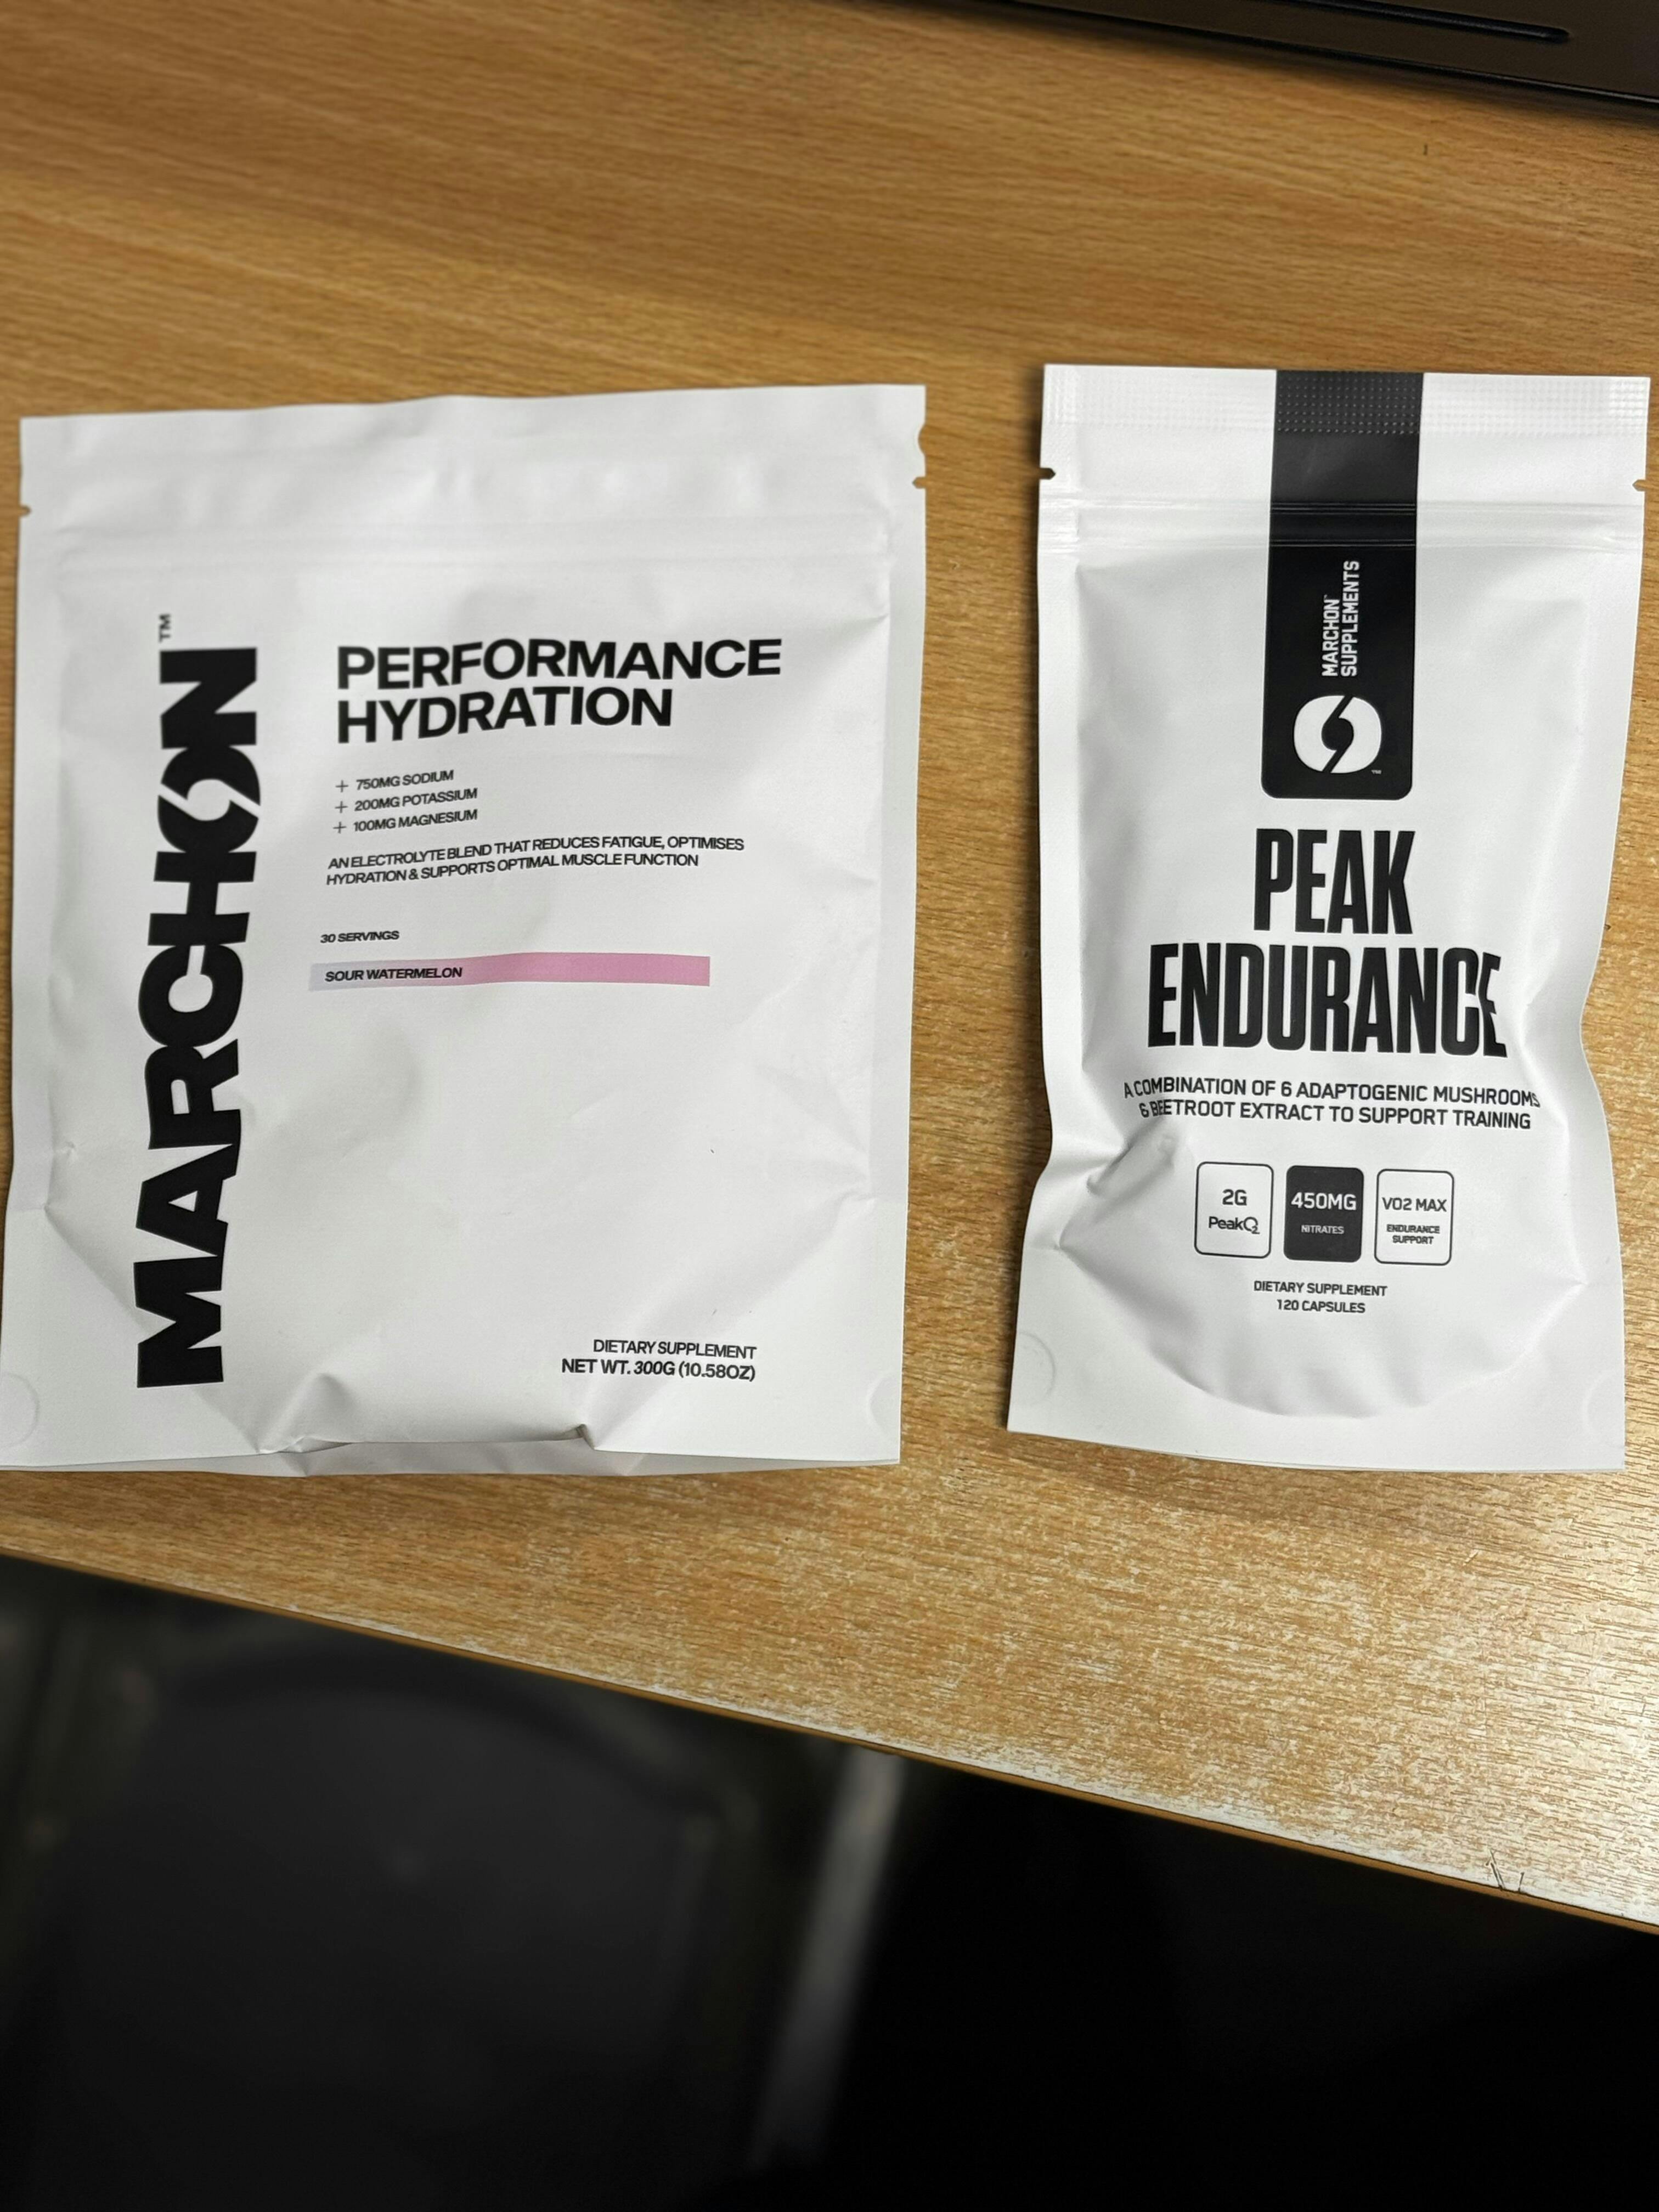 MARCHON™
PERFORMANCE
HYDRATION
+ 750MG SODIUM
+ 200MG POTASSIUM
+ 100MG MAGNESIUM
AN ELECTROLYTE BLEND THAT REDUCES FATIGUE, OPTIMISES
HYDRATION & SUPPORTS OPTIMAL MUSCLE FUNCTION
30 SERVINGS
SOUR WATERMELON
DIETARY SUPPLEMENT
NET WT. 300G (10.58OZ)
MARCHON™
SUPPLEMENTS
™
PEAK
ENDURANCE
A COMBINATION OF 6 ADAPTOGENIC MUSHROOMS
& BEETROOT EXTRACT TO SUPPORT TRAINING
2G
PeakO2
450MG
NITRATES
VO2 MAX
ENDURANCE
SUPPORT
DIETARY SUPPLEMENT
120 CAPSULES